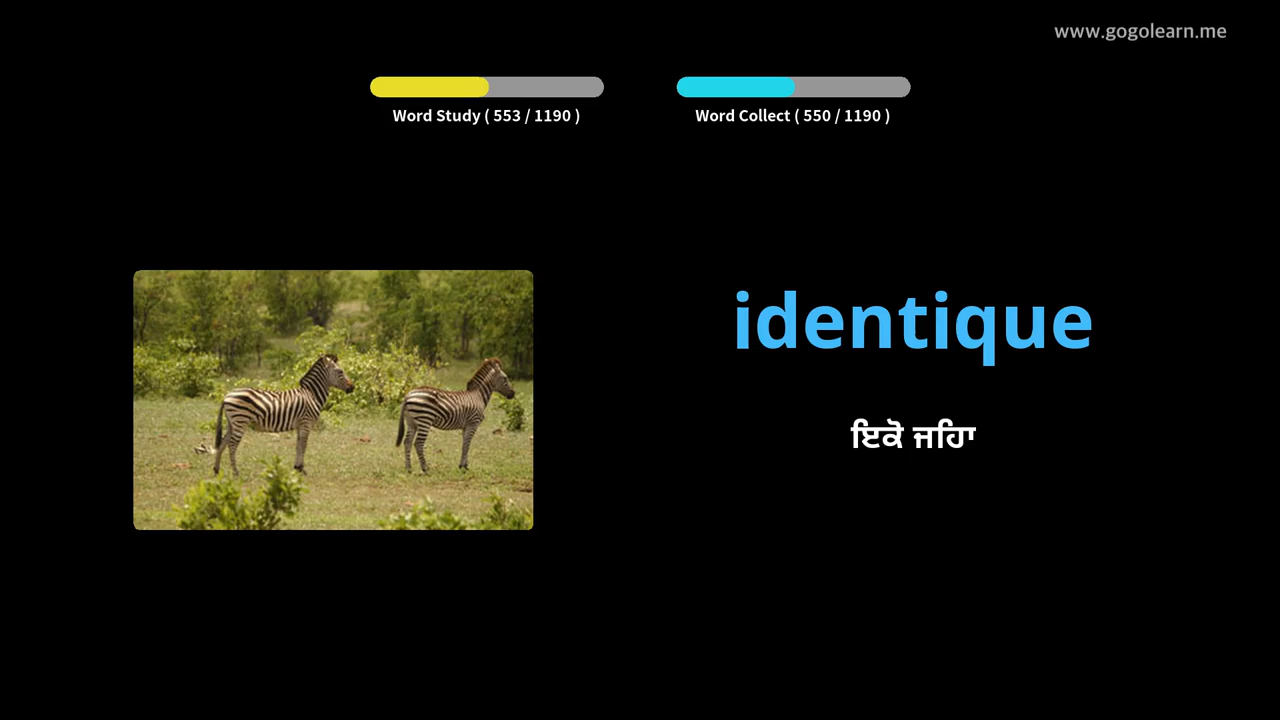 www.gogolearn.me
Word Study ( 553 / 1190 )
Word Collect ( 550 / 1190 )
identique
ਇਕੋ ਜਹਿਾ